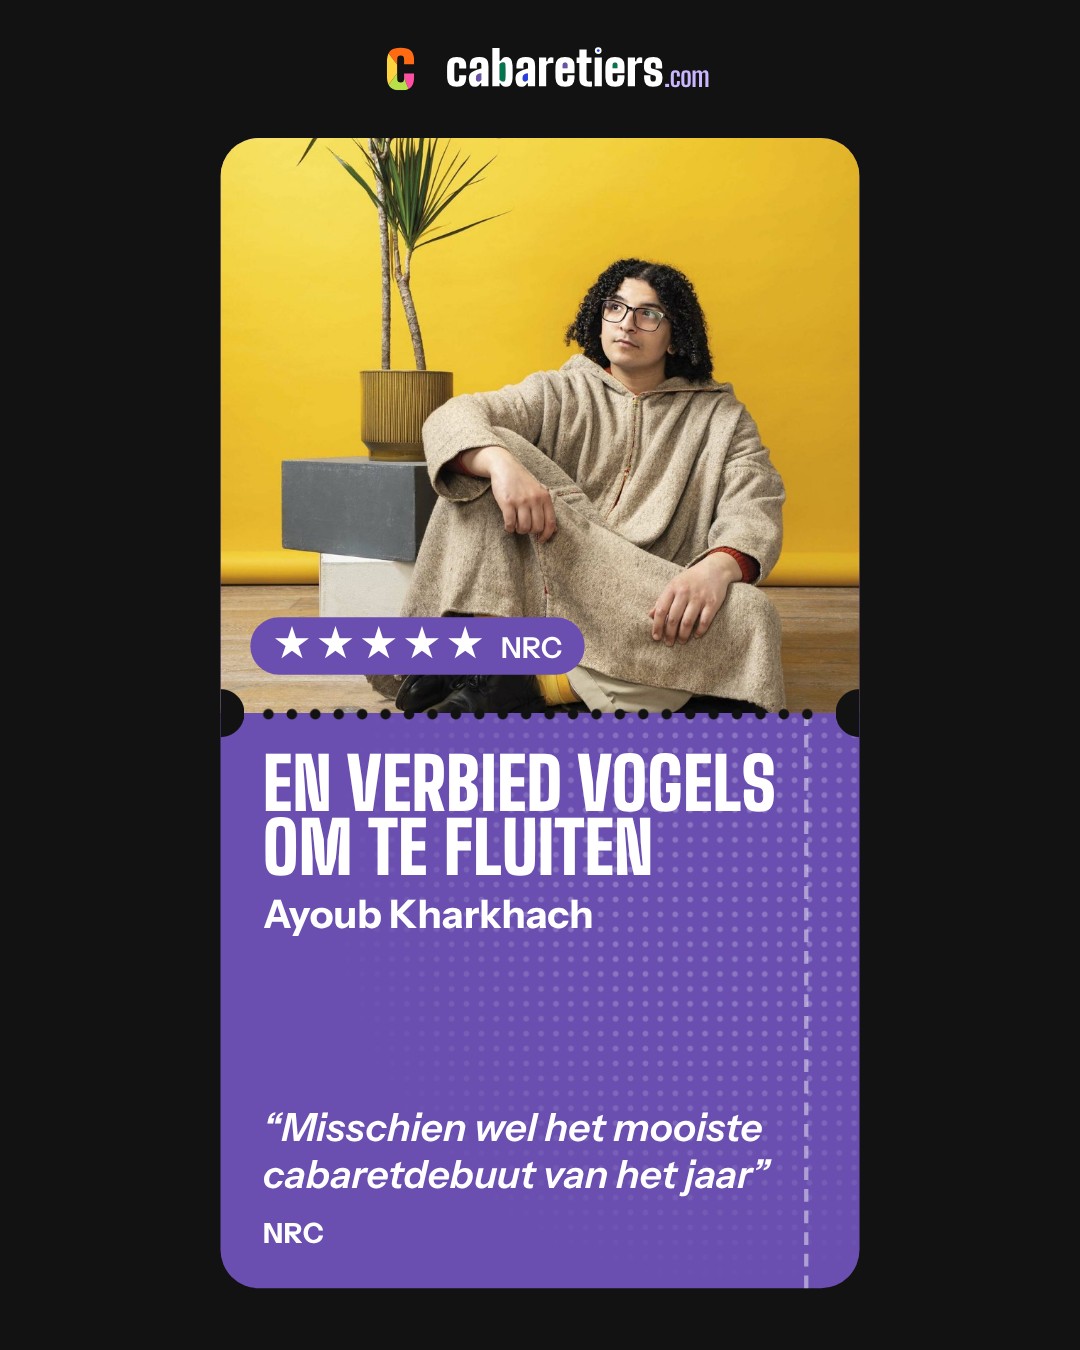 cabaretiers.com
★★★★★ NRC
EN VERBIED VOGELS
OM TE FLUITEN
Ayoub Kharkhach
“Misschien wel het mooiste
cabaretdebuut van het jaar”
NRC